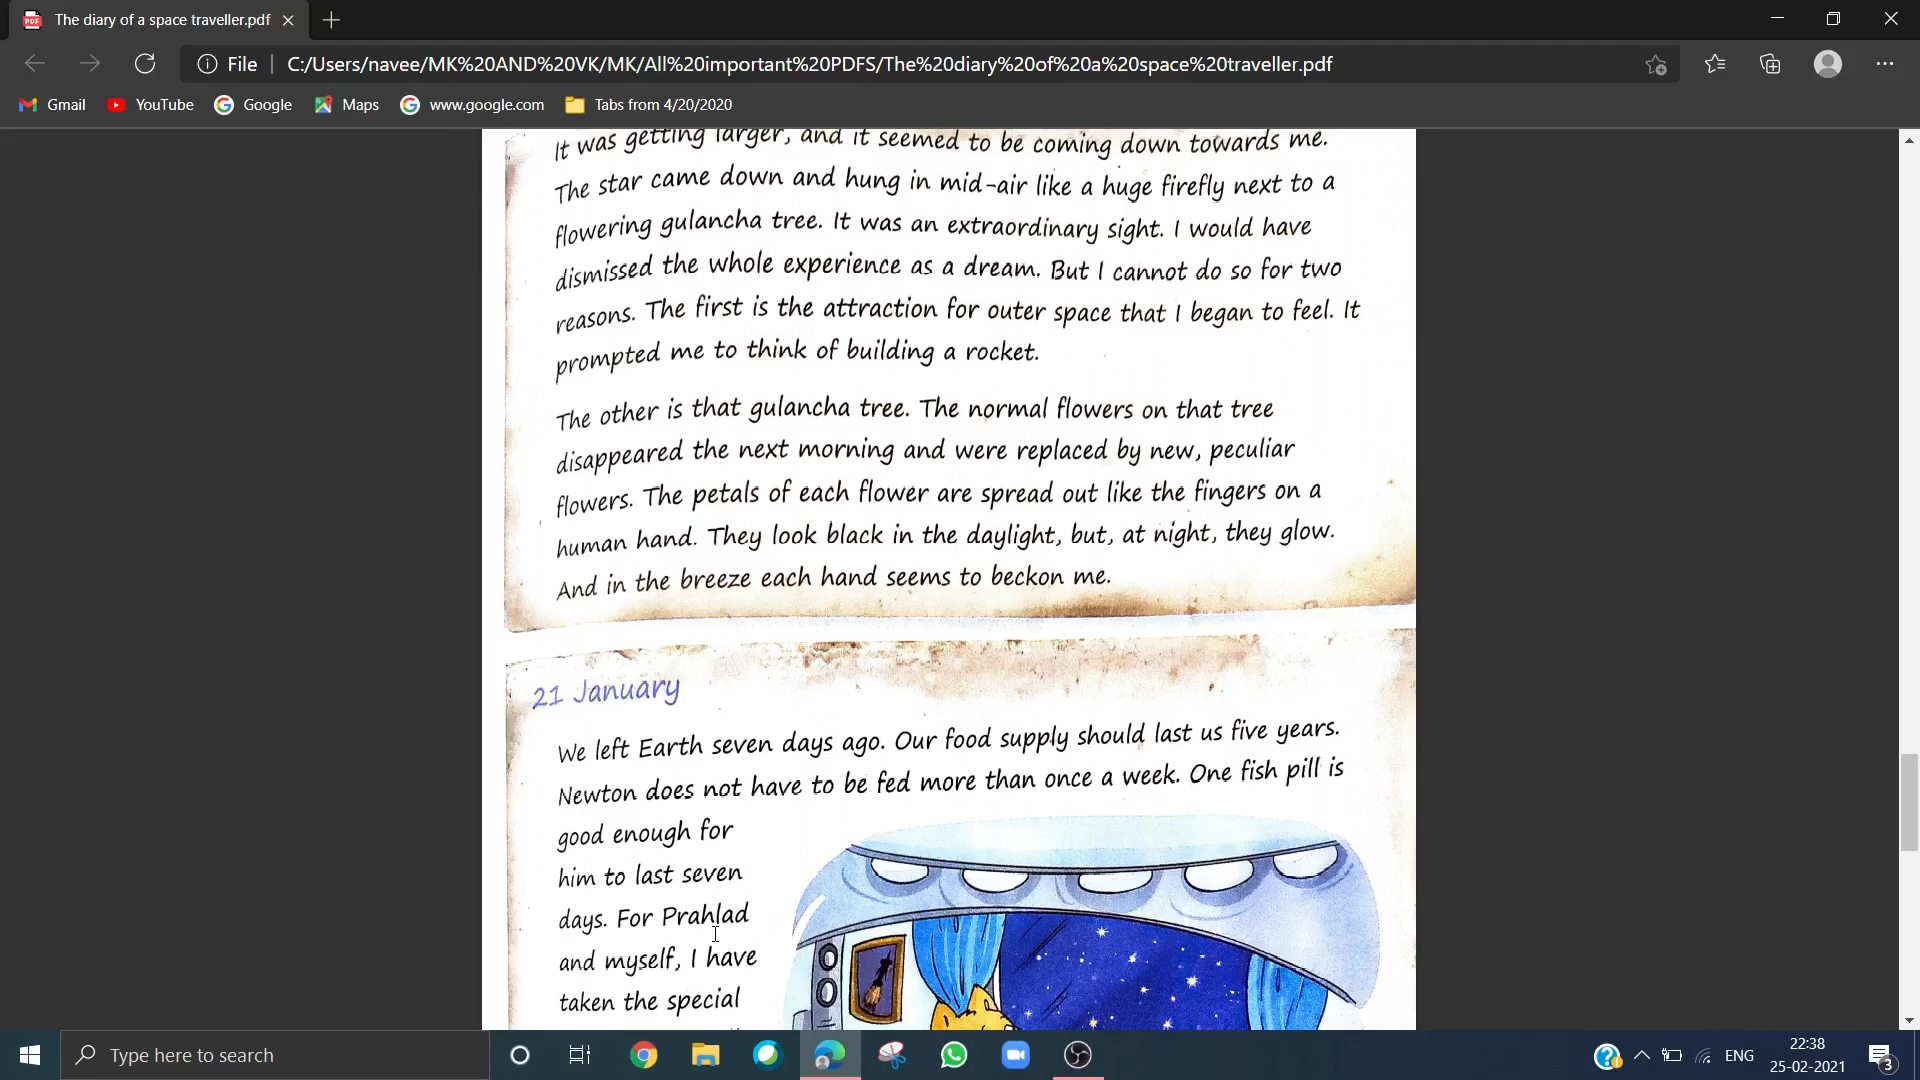 The diary of a space traveller.pdf
File
C:/Users/navee/MK%20AND%20VK/MK/All%20important%20PDFS/The%20diary%20of%20a%20space%20traveller.pdf
Gmail YouTube Google Maps www.google.com Tabs from 4/20/2020
It was getting larger, and it seemed to be coming down towards me.
The star came down and hung in mid-air like a huge firefly next to a
flowering gulancha tree. It was an extraordinary sight. I would have
dismissed the whole experience as a dream. But I cannot do so for two
reasons. The first is the attraction for outer space that I began to feel. It
prompted me to think of building a rocket.
The other is that gulancha tree. The normal flowers on that tree
disappeared the next morning and were replaced by new, peculiar
flowers. The petals of each flower are spread out like the fingers on a
human hand. They look black in the daylight, but, at night, they glow.
And in the breeze each hand seems to beckon me.
21 January
We left Earth seven days ago. Our food supply should last us five years.
Newton does not have to be fed more than once a week. One fish pill is
good enough for
him to last seven
days. For Prahlad
and myself, I have
taken the special
Type here to search
ENG
22:38
25-02-2021
3